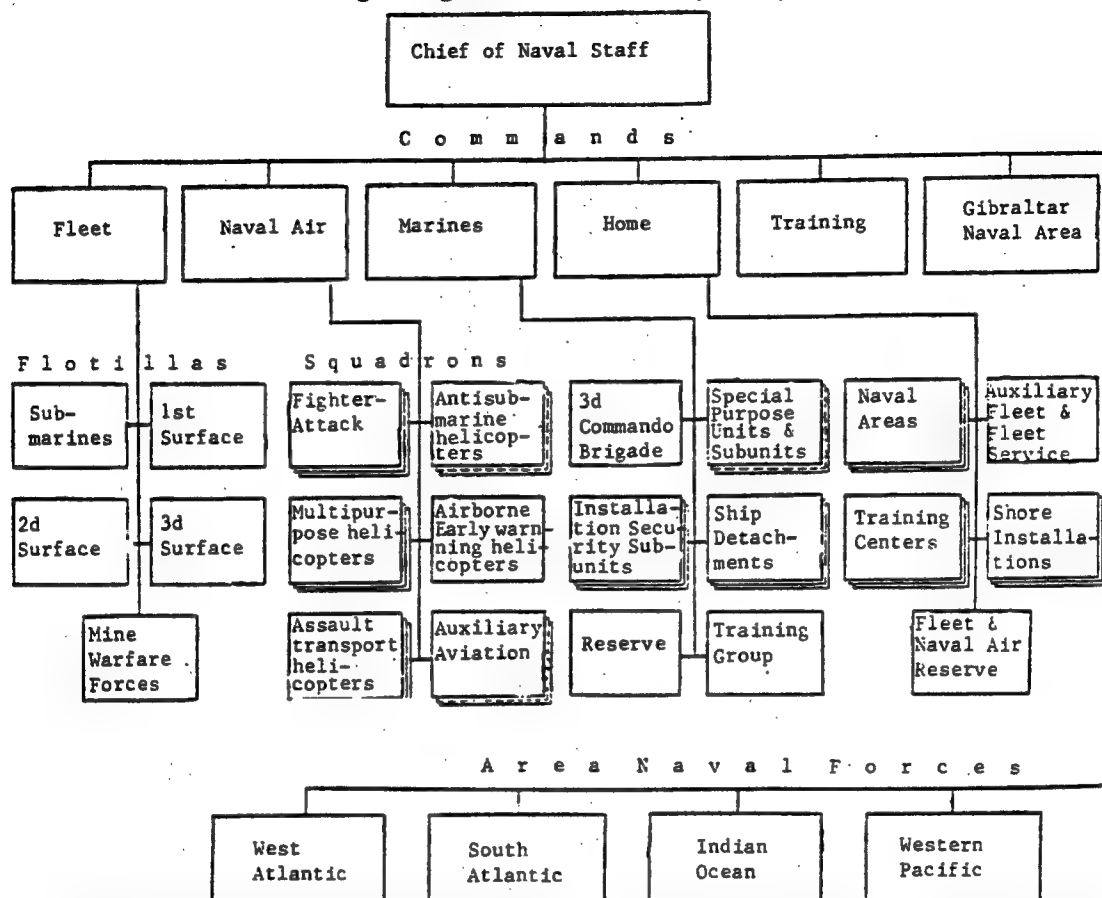 Chief of Naval Staff
C o m m a n d s
Fleet
Naval Air
Marines
Home
Training
Gibraltar
Naval Area
F l o t i l l a s
S q u a d r o n s
Sub-
marines
1st
Surface
Fighter-
Attack
Antisub-
marine
helicop-
ters
3d
Commando
Brigade
Special
Purpose
Units &
Subunits
Naval
Areas
Auxiliary
Fleet &
Fleet
Service
2d
Surface
3d
Surface
Multipur-
pose heli-
copters
Airborne
Early warn-
ning heli-
copters
Installa-
tion Secu-
rity Sub-
units
Ship
Detach-
ments
Training
Centers
Shore
Installa-
tions
Mine
Warfare
Forces
Assault
transport
heli-
copters
Auxiliary
Aviation
Reserve
Training
Group
Fleet &
Naval Air
Reserve
A r e a N a v a l F o r c e s
West
Atlantic
South
Atlantic
Indian
Ocean
Western
Pacific